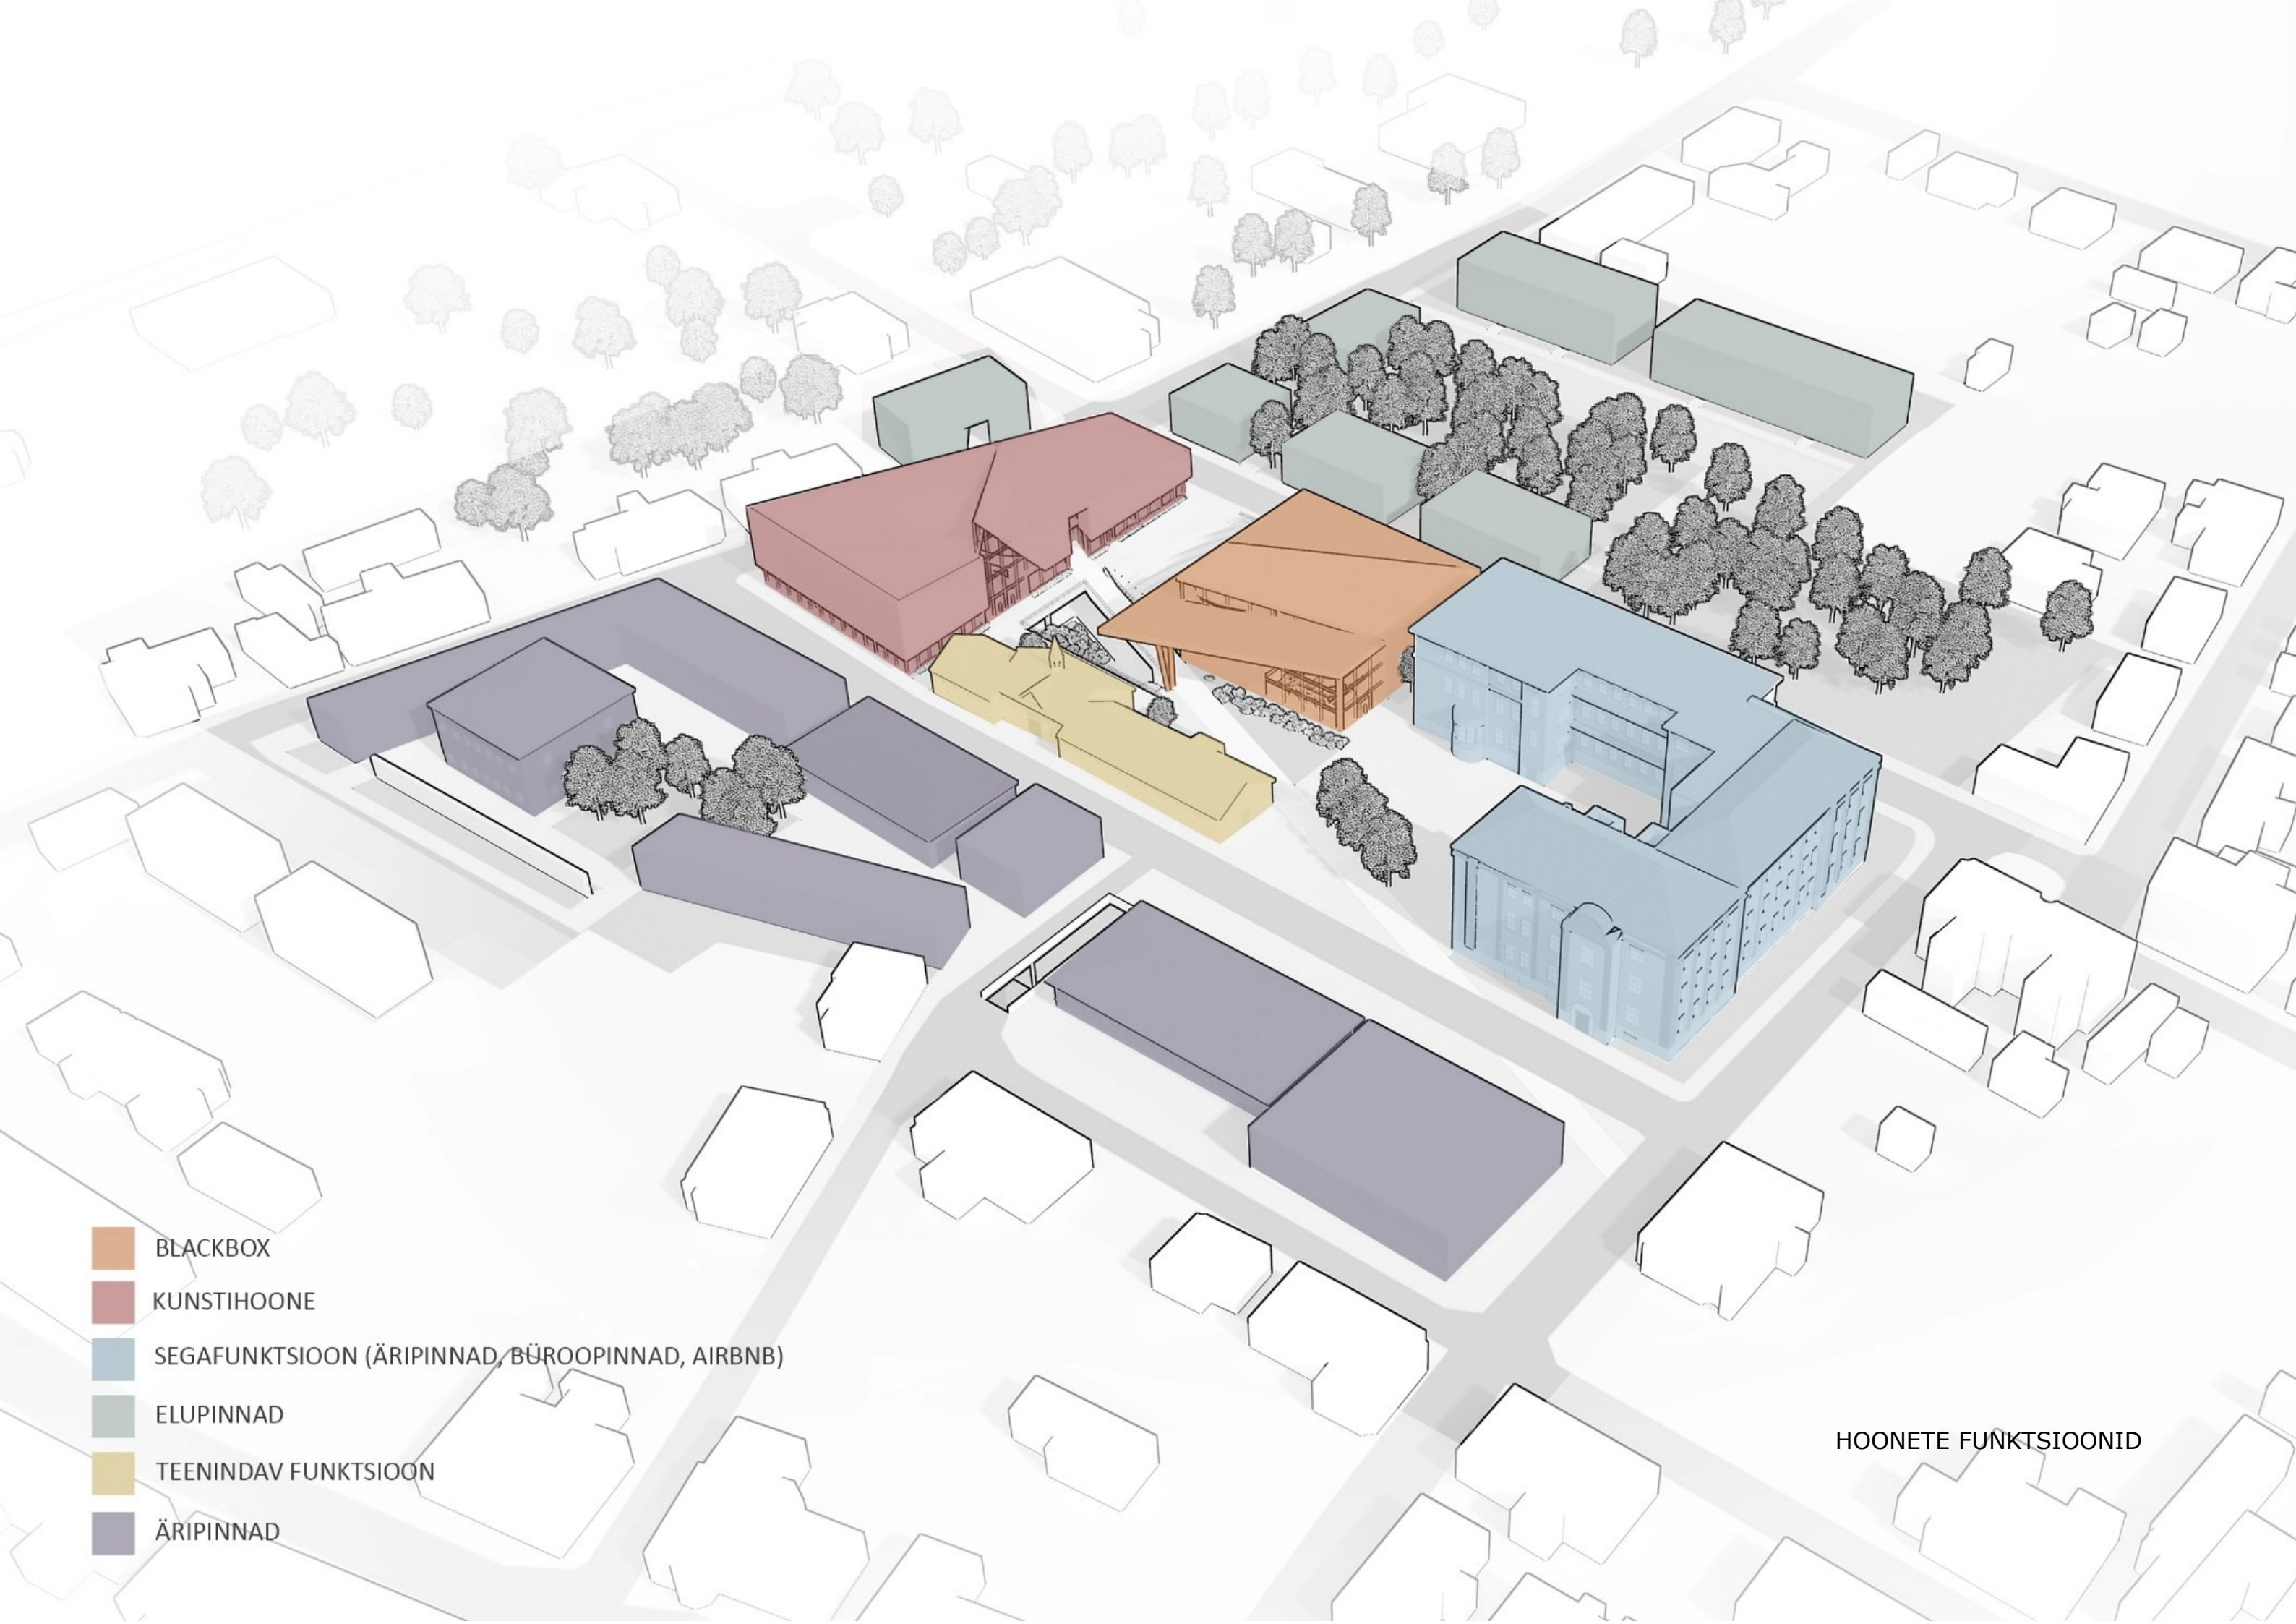 BLACKBOX
KUNSTIHOONE
SEGAFUNKTSIOON (ÄRIPINNAD, BÜROOPINNAD, AIRBNB)
ELUPINNAD
TEENINDAV FUNKTSIOON
ÄRIPINNAD
HOONETE FUNKTSIOONID